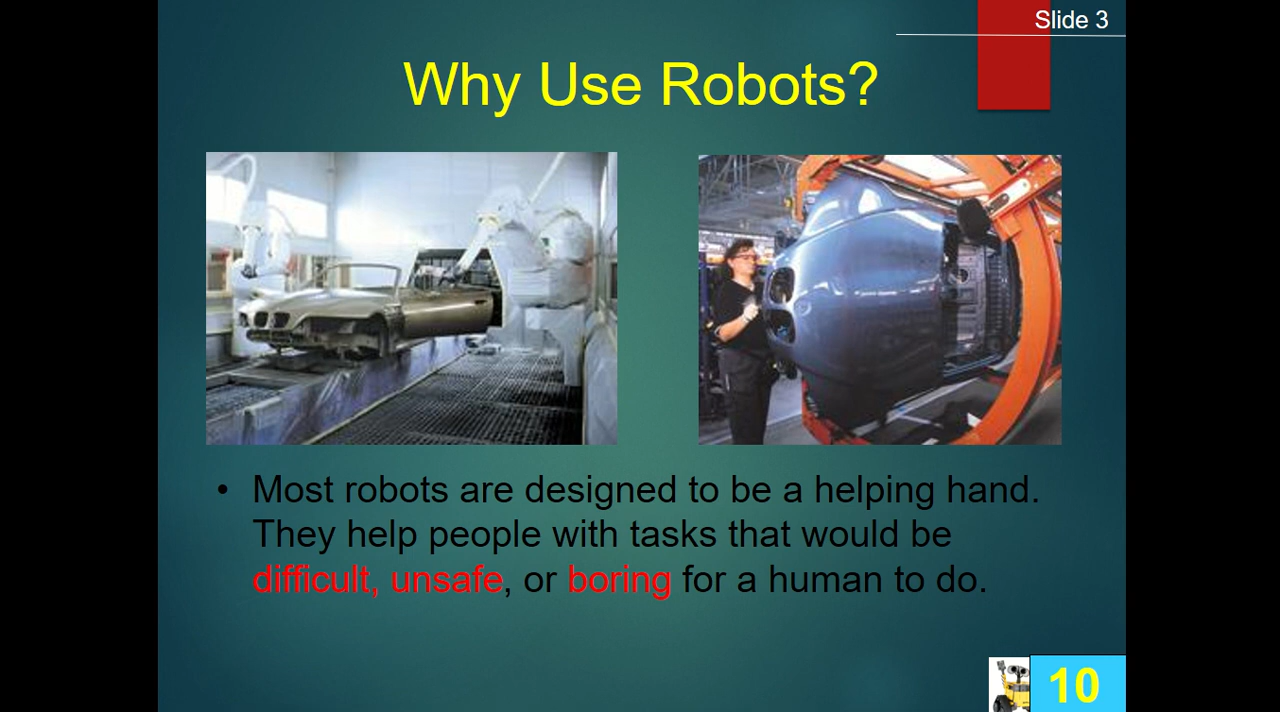 Slide 3
Why Use Robots?
• Most robots are designed to be a helping hand.
They help people with tasks that would be
difficult, unsafe, or boring for a human to do.
10